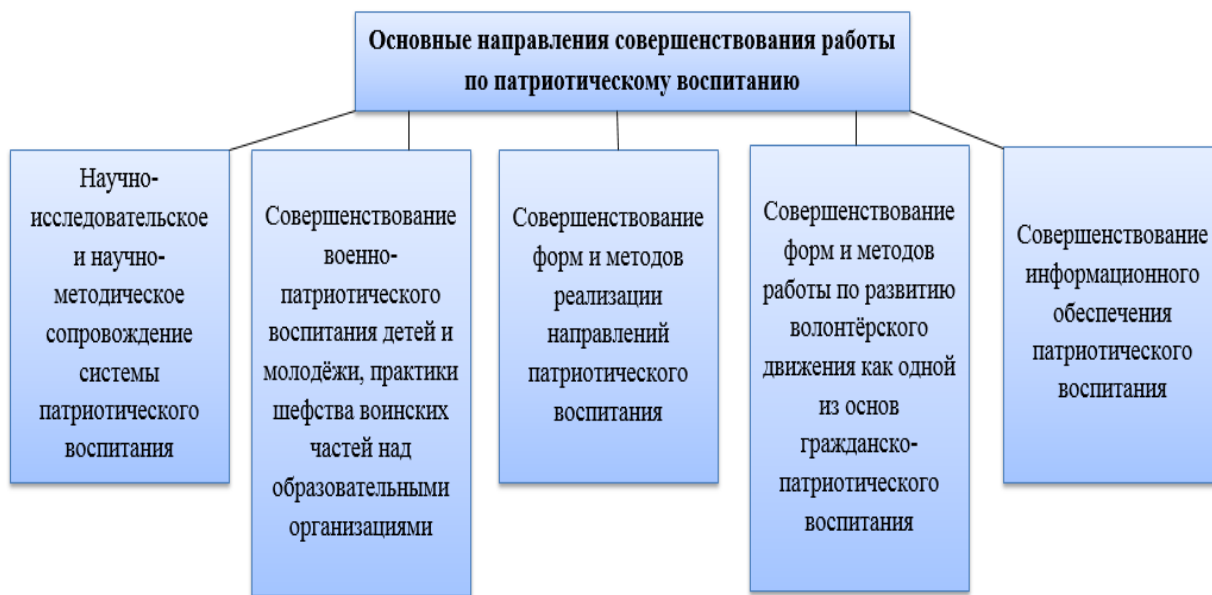 Основные направления совершенствования работы
по патриотическому воспитанию
Научно-
исследовательское
и научно-
методическое
сопровождение
системы
патриотического
воспитания
Совершенствование
военно-
патриотического
воспитания детей и
молодёжи, практики
шефства воинских
частей над
образовательными
организациями
Совершенствование
форм и методов
реализации
направлений
патриотического
воспитания
Совершенствование
форм и методов
работы по развитию
волонтёрского
движения как одной
из основ
гражданско-
патриотического
воспитания
Совершенствование
информационного
обеспечения
патриотического
воспитания